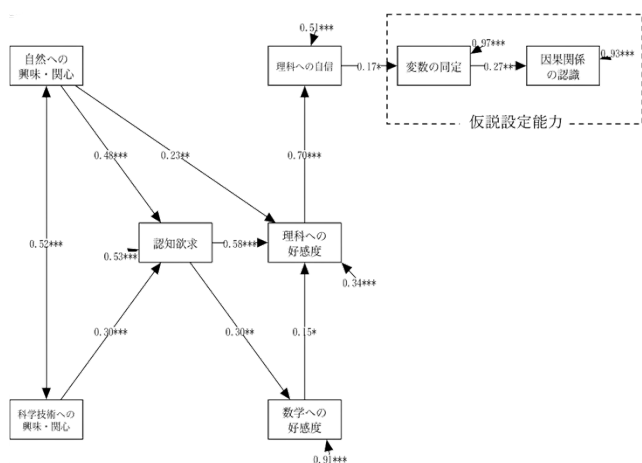 0.51***
自然への
興味・関心
理科への自信
0.17*
変数の同定
0.97***
0.27**
因果関係
の認識
0.93***
仮説設定能力
0.48***
0.23**
0.70***
0.52***
認知欲求
0.53***
0.58***
理科への
好感度
0.34***
0.30***
0.30**
0.15*
科学技術への
興味・関心
数学への
好感度
0.91***